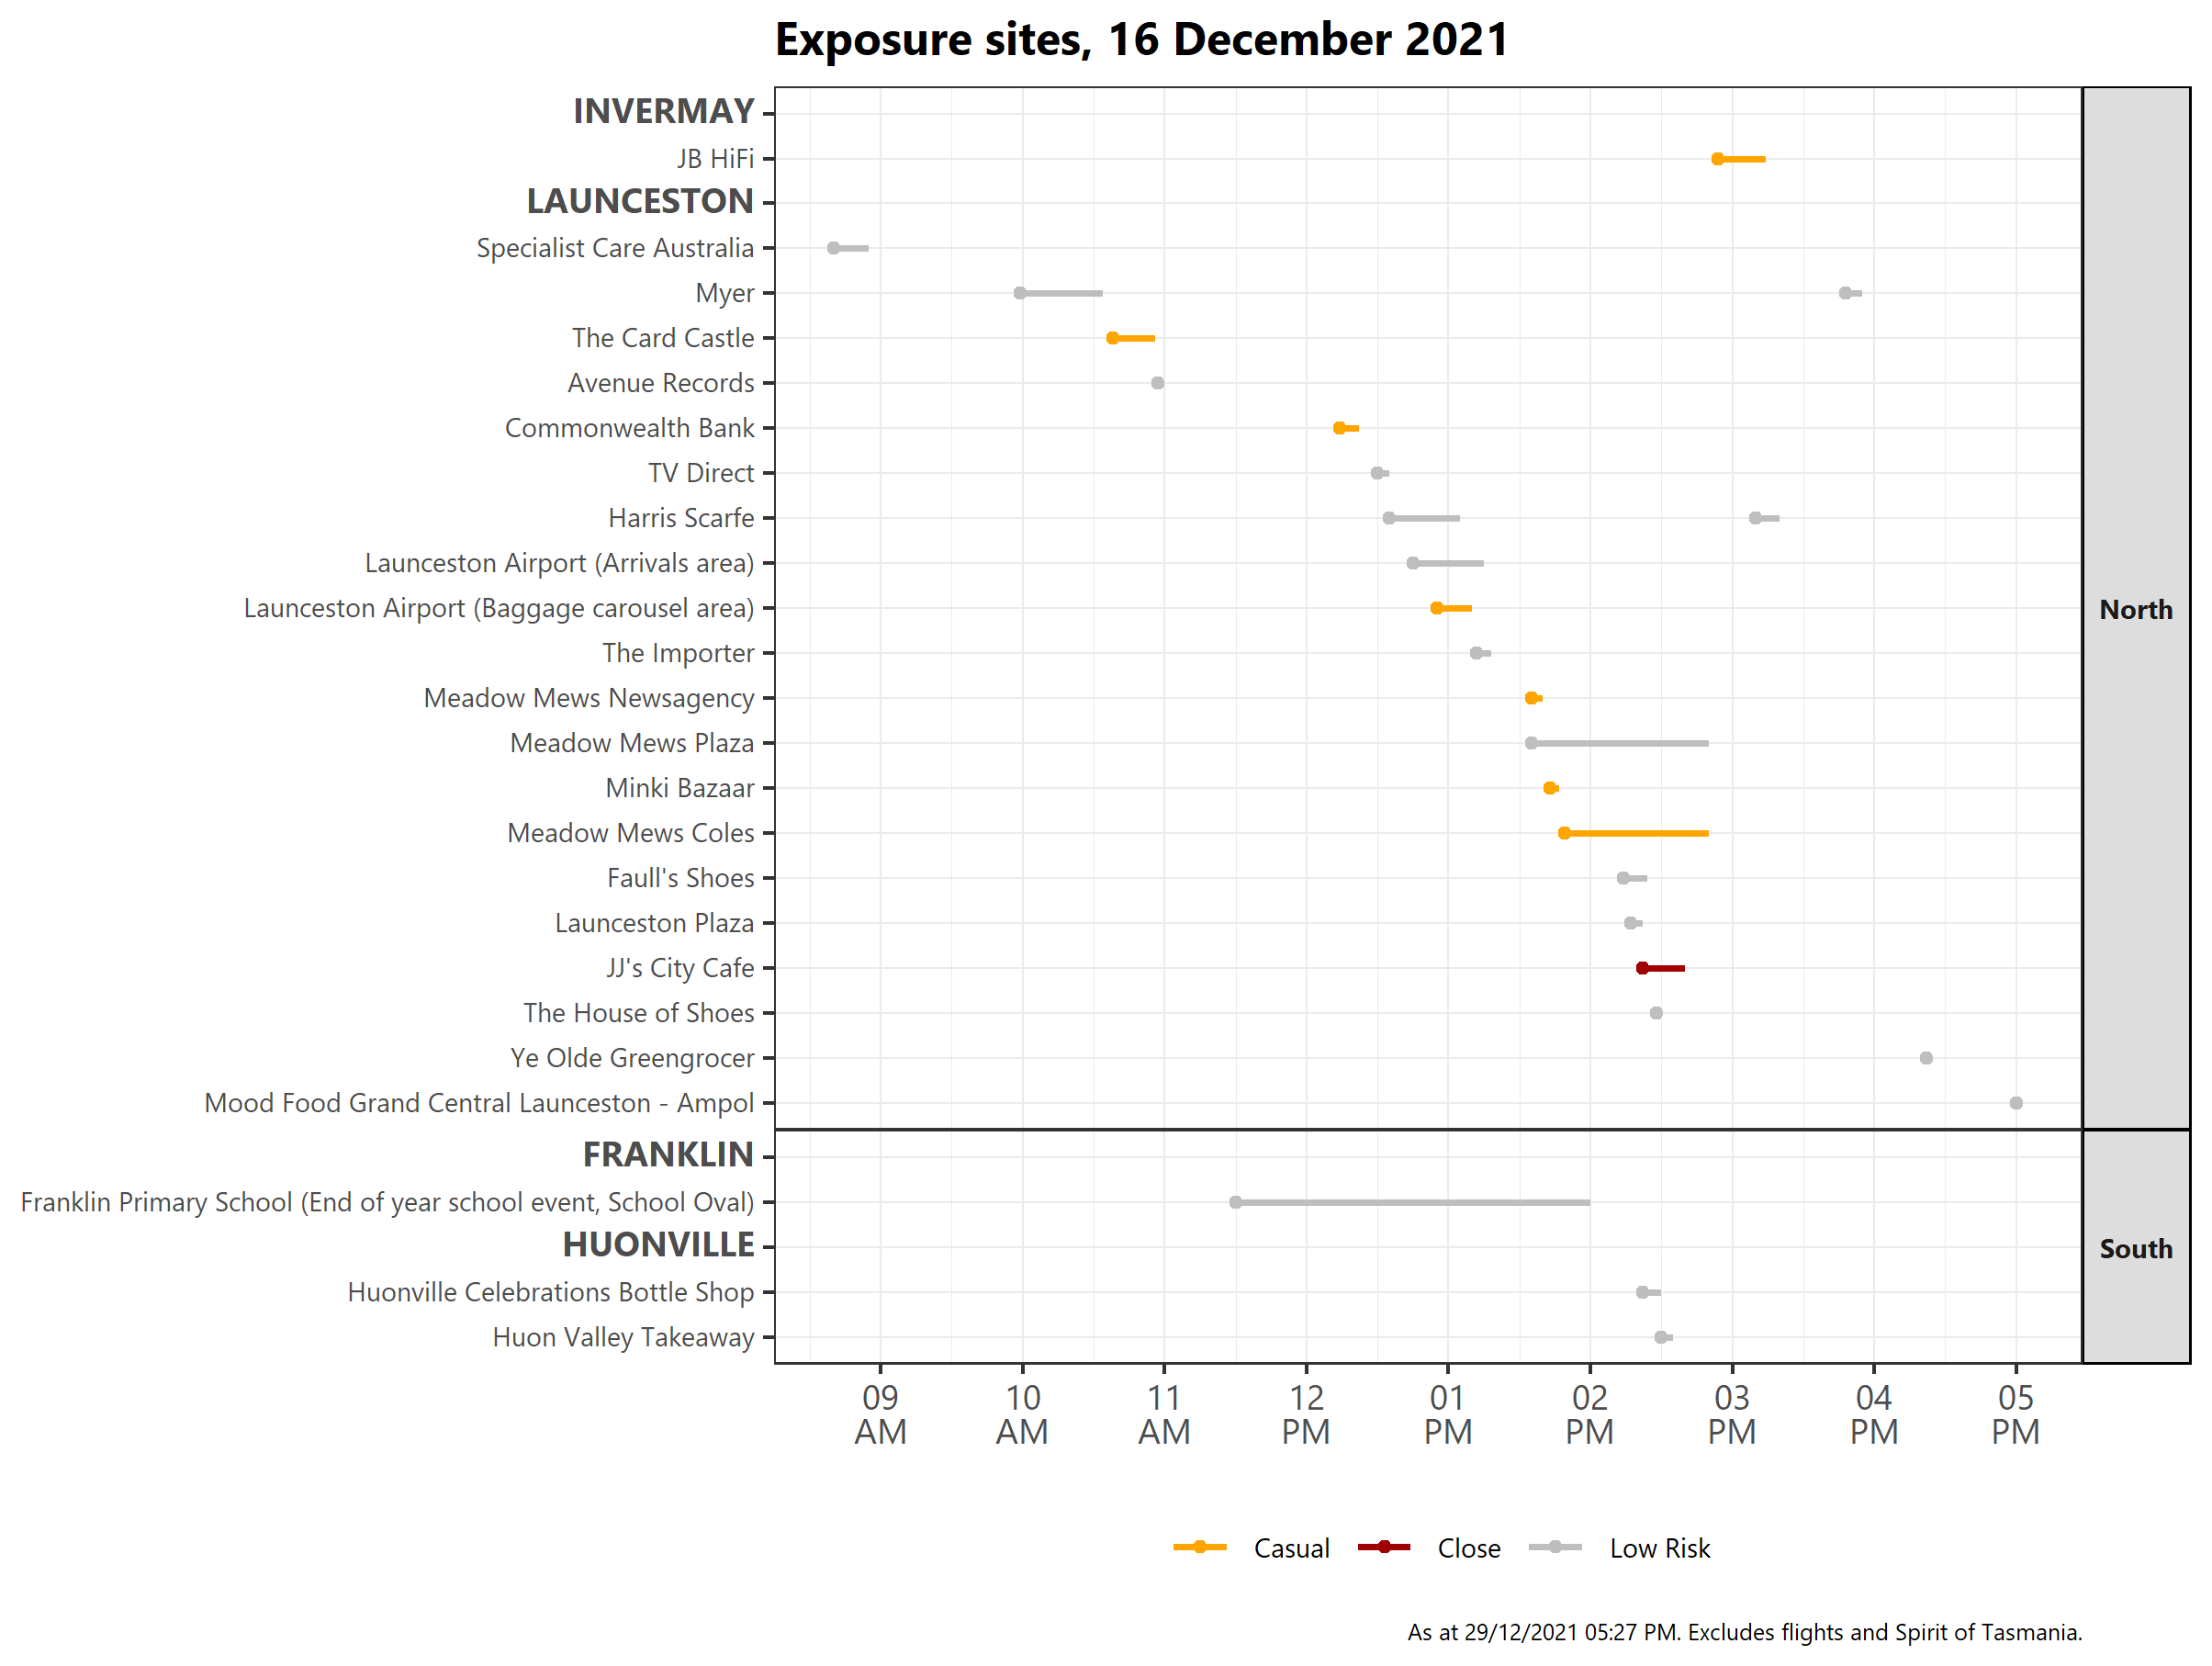 Exposure sites, 16 December 2021
INVERMAY
JB HiFi
LAUNCESTON
Specialist Care Australia
Myer
The Card Castle
Avenue Records
Commonwealth Bank
TV Direct
Harris Scarfe
Launceston Airport (Arrivals area)
Launceston Airport (Baggage carousel area)
The Importer
Meadow Mews Newsagency
Meadow Mews Plaza
Minki Bazaar
Meadow Mews Coles
Faull's Shoes
Launceston Plaza
JJ's City Cafe
The House of Shoes
Ye Olde Greengrocer
Mood Food Grand Central Launceston - Ampol
North
FRANKLIN
Franklin Primary School (End of year school event, School Oval)
HUONVILLE
Huonville Celebrations Bottle Shop
Huon Valley Takeaway
South
09 10 11 12 01 02 03 04 05
AM AM AM PM PM PM PM PM PM
Casual Close Low Risk
As at 29/12/2021 05:27 PM. Excludes flights and Spirit of Tasmania.